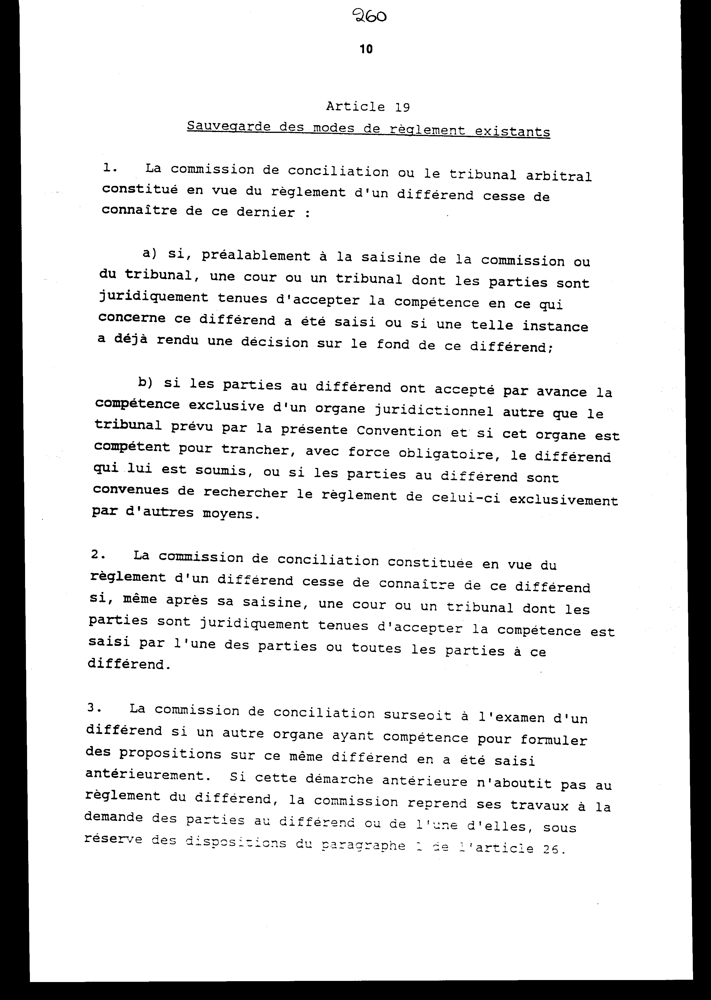 260
10
Article 19
Sauvegarde des modes de règlement existants
1. La commission de conciliation ou le tribunal arbitral
constitué en vue du règlement d'un différend cesse de
connaître de ce dernier :
a) si, préalablement à la saisine de la commission ou
du tribunal, une cour ou un tribunal dont les parties sont
juridiquement tenues d'accepter la compétence en ce qui
concerne ce différend a été saisi ou si une telle instance
a déjà rendu une décision sur le fond de ce différend;
b) si les parties au différend ont accepté par avance la
compétence exclusive d'un organe juridictionnel autre que le
tribunal prévu par la présente Convention et si cet organe est
compétent pour trancher, avec force obligatoire, le différend
qui lui est soumis, ou si les parties au différend sont
convenues de rechercher le règlement de celui-ci exclusivement
par d'autres moyens.
2. La commission de conciliation constituée en vue du
règlement d'un différend cesse de connaître de ce différend
si, même après sa saisine, une cour ou un tribunal dont les
parties sont juridiquement tenues d'accepter la compétence est
saisi par l'une des parties ou toutes les parties à ce
différend.
3. La commission de conciliation surseoit à l'examen d'un
différend si un autre organe ayant compétence pour formuler
des propositions sur ce même différend en a été saisi
antérieurement. Si cette démarche antérieure n'aboutit pas au
règlement du différend, la commission reprend ses travaux à la
demande des parties au différend ou de l'une d'elles, sous
réserve des dispositions du paragraphe de l'article 26.